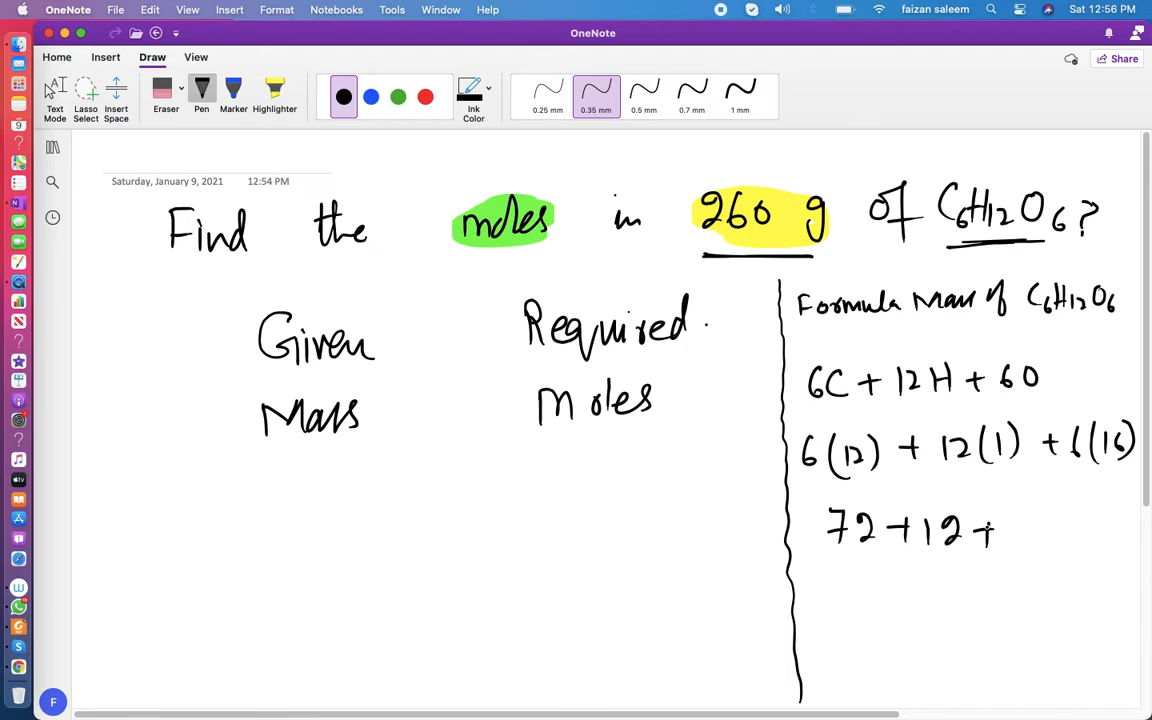 OneNote File Edit View Insert Format Notebooks Tools Window Help faizan saleem Sat 12:56 PM
OneNote
Home Insert Draw View Share
Text Mode Lasso Select Insert Space Eraser Pen Marker Highlighter Ink Color 0.25 mm 0.35 mm 0.5 mm 0.7 mm 1 mm
Saturday, January 9, 2021 12:54 PM
Find the moles in 260 g of C6H12O6?
Given Required.
Mass Moles
Formula Mass of C6H12O6
6C + 12H + 6O
6(12) + 12(1) + 6(16)
72 + 12 +
F